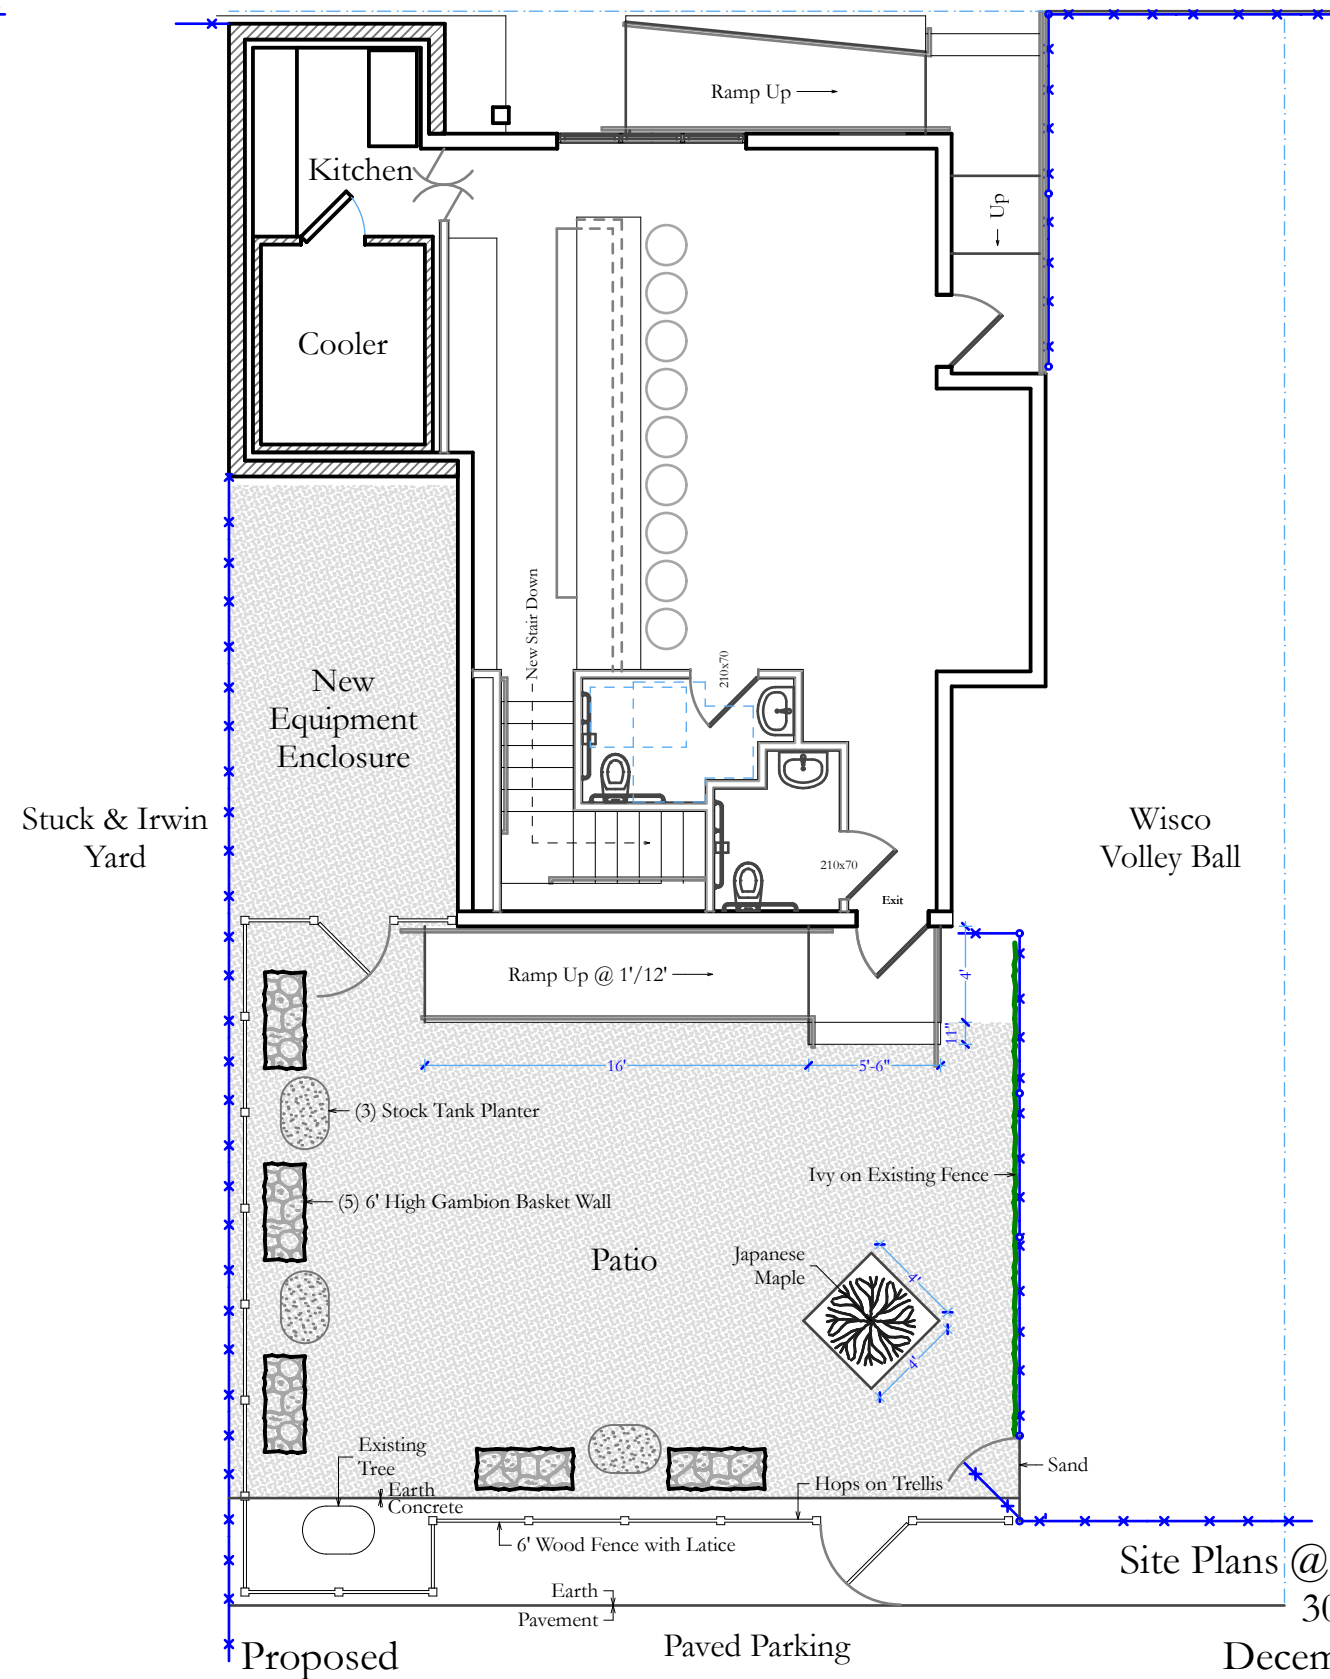 Ramp Up
Kitchen
Up
Cooler
New Stair Down
210x70
New
Equipment
Enclosure
Stuck & Irwin
Yard
Wisco
Volley Ball
210x70
Exit
Ramp Up @ 1'/12'
4'
11"
16'
5'-6"
(3) Stock Tank Planter
Ivy on Existing Fence
(5) 6' High Gambion Basket Wall
Patio
Japanese
Maple
4'
4'
Existing
Tree
Earth
Concrete
Hops on Trellis
Sand
6' Wood Fence with Latice
Site Plans @
Earth
Pavement
30
Paved Parking
Proposed
Decem